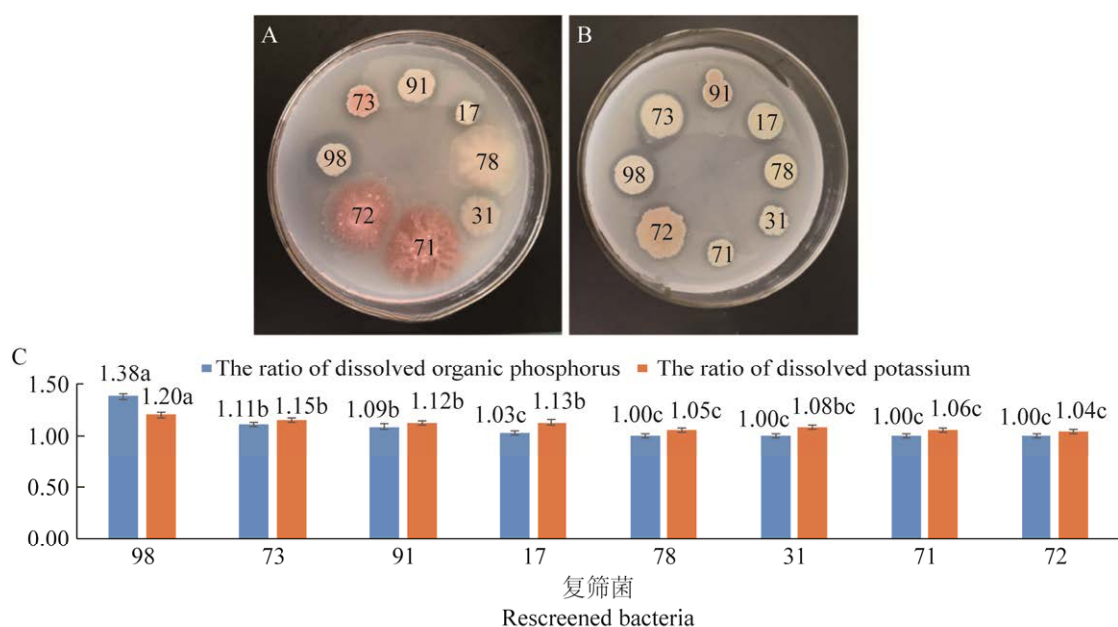 A
91
73
17
98
78
72
31
71
B
91
73
17
98
78
31
72
71
C
The ratio of dissolved organic phosphorus The ratio of dissolved potassium
1.38a 1.20a 1.11b 1.15b 1.09b 1.12b 1.03c 1.13b 1.00c 1.05c 1.00c 1.08bc 1.00c 1.06c 1.00c 1.04c
1.50
1.00
0.50
0.00
98 73 91 17 78 31 71 72
复筛菌
Rescreened bacteria